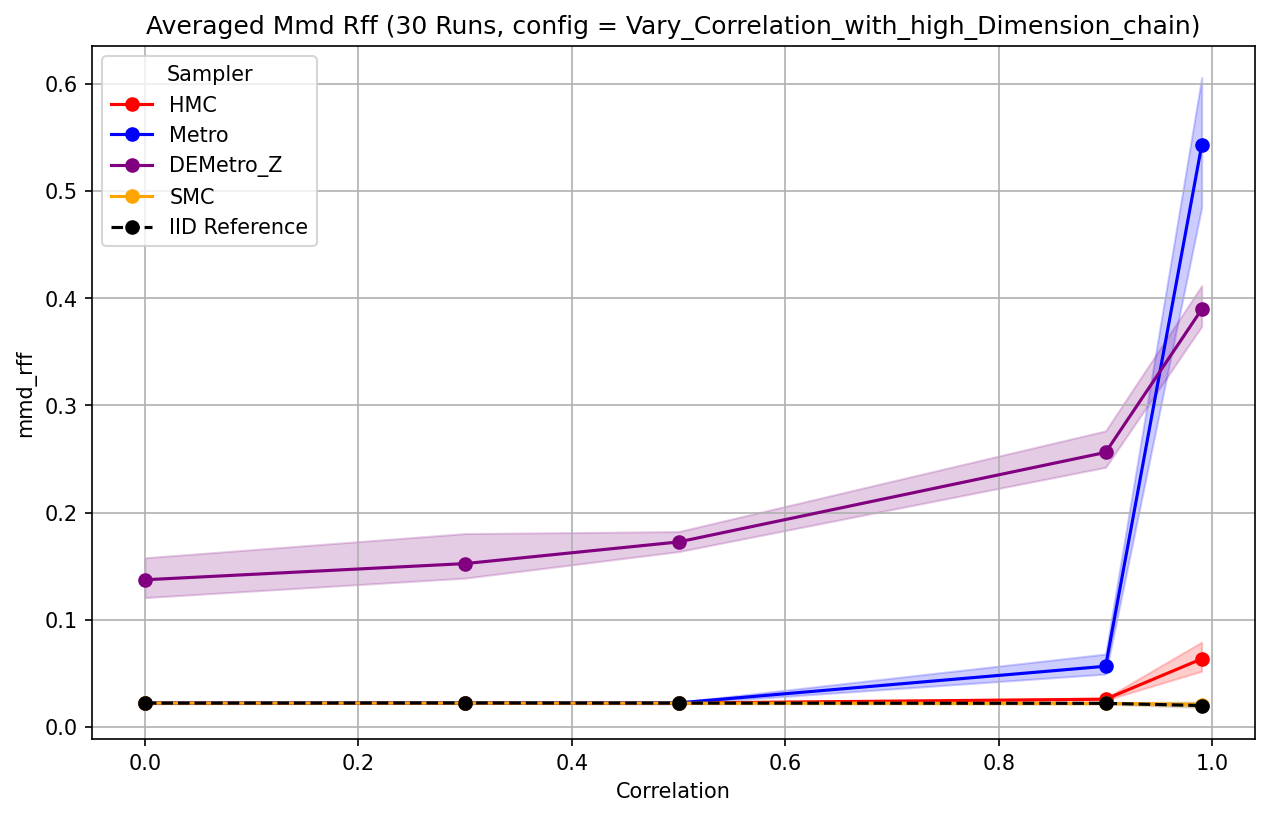 Averaged Mmd Rff (30 Runs, config = Vary_Correlation_with_high_Dimension_chain)
Sampler
HMC
Metro
DEMetro_Z
SMC
IID Reference
mmd_rff
0.6
0.5
0.4
0.3
0.2
0.1
0.0
0.0 0.2 0.4 0.6 0.8 1.0
Correlation